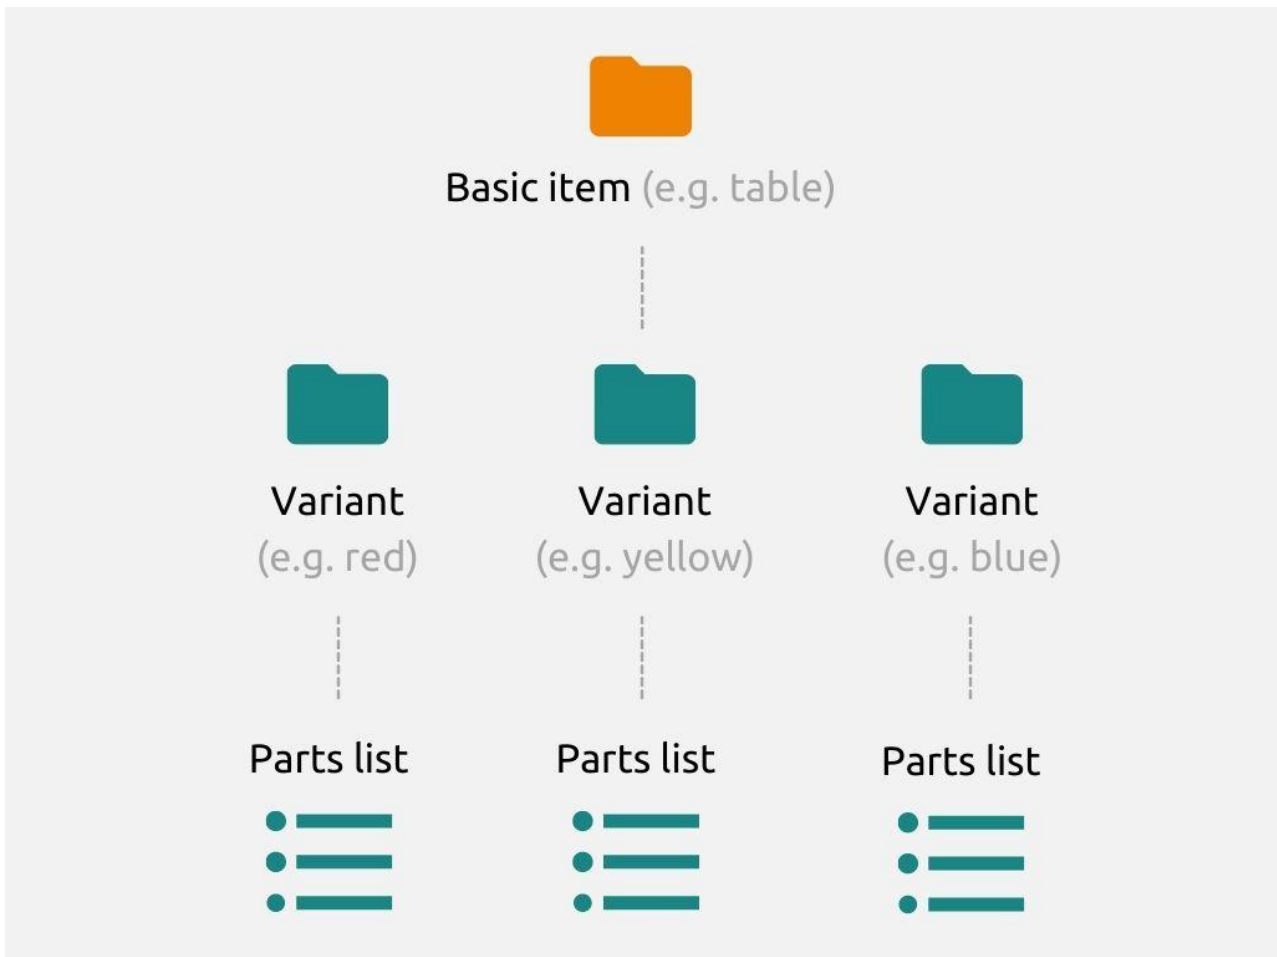 Basic item (e.g. table)
Variant
(e.g. red)
Variant
(e.g. yellow)
Variant
(e.g. blue)
Parts list
Parts list
Parts list